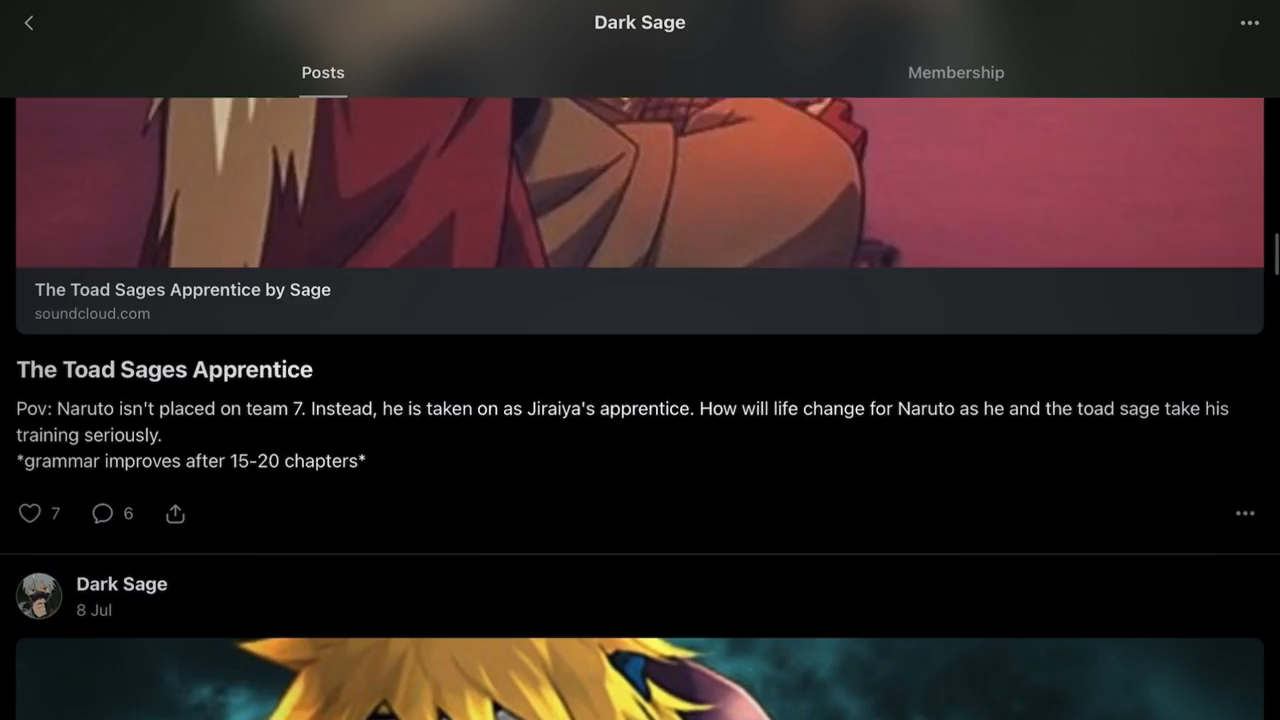 Dark Sage
Posts
Membership
The Toad Sages Apprentice by Sage
soundcloud.com
The Toad Sages Apprentice
Pov: Naruto isn't placed on team 7. Instead, he is taken on as Jiraiya's apprentice. How will life change for Naruto as he and the toad sage take his
training seriously.
*grammar improves after 15-20 chapters*
7 6
Dark Sage
8 Jul